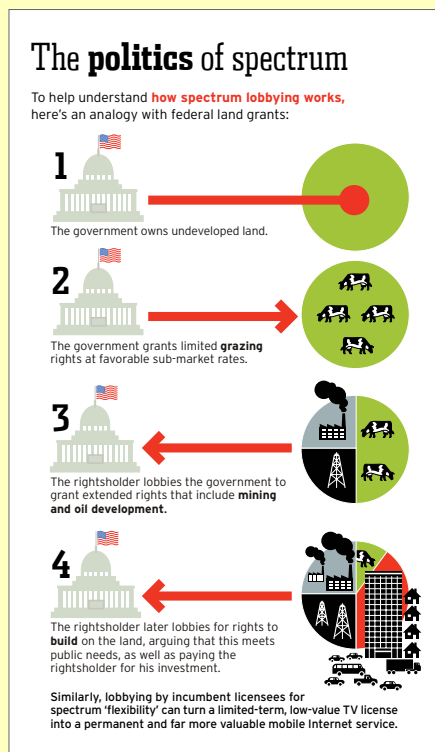 The politics of spectrum
To help understand how spectrum lobbying works,
here's an analogy with federal land grants:
1
The government owns undeveloped land.
2
The government grants limited grazing
rights at favorable sub-market rates.
3
The rightsholder lobbies the government to
grant extended rights that include mining
and oil development.
4
The rightsholder later lobbies for rights to
build on the land, arguing that this meets
public needs, as well as paying the
rightsholder for his investment.
Similarly, lobbying by incumbent licensees for
spectrum 'flexibility' can turn a limited-term, low-value TV license
into a permanent and far more valuable mobile Internet service.